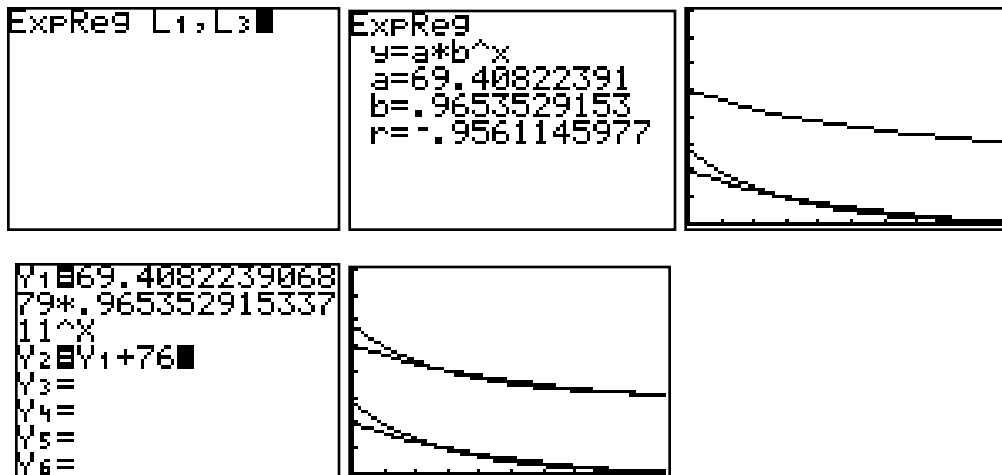 ExpReg L₁,L₃
ExpReg
y=a*b^x
a=69.40822391
b=.9653529153
r=-.9561145977
Y₁=69.4082239068
79*.965352915337
11^X
Y₂=Y₁+76
Y₃=
Y₄=
Y₅=
Y₆=